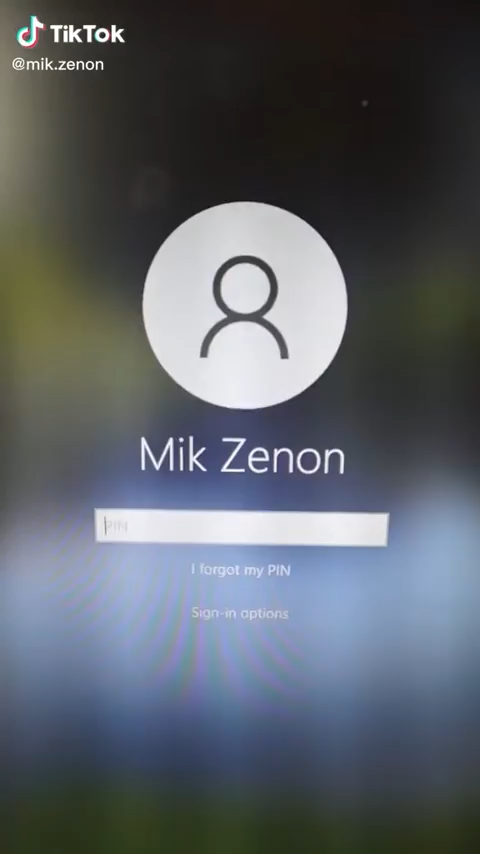 TikTok
@mik.zenon
Mik Zenon
PIN
I forgot my PIN
Sign-in options